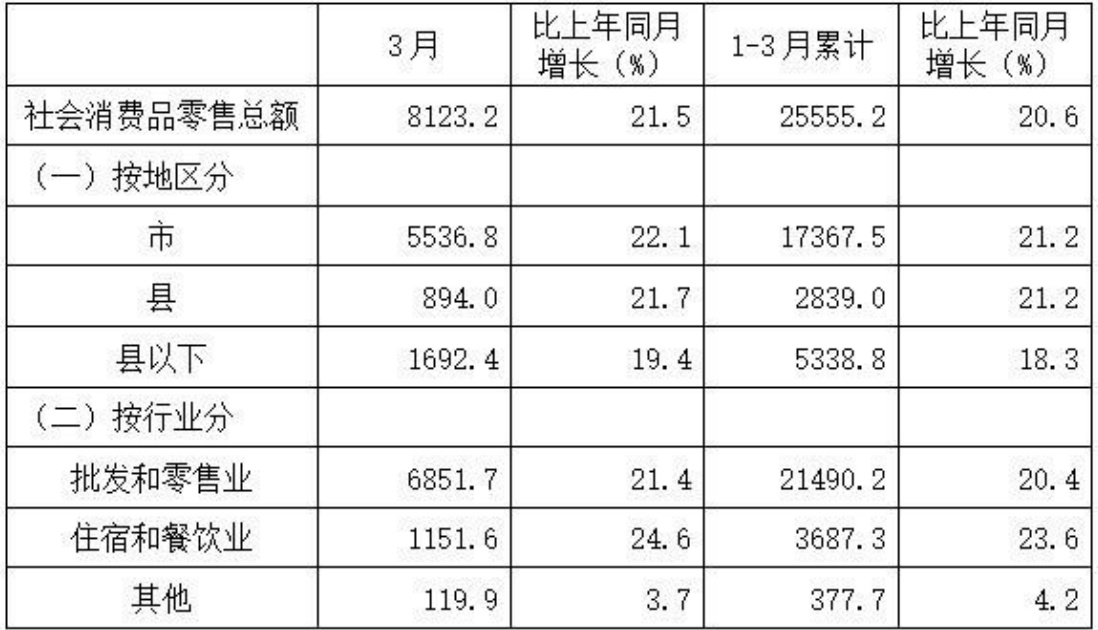 3月 比上年同月增长（%） 1-3月累计 比上年同月增长（%）
社会消费品零售总额 8123.2 21.5 25555.2 20.6
（一）按地区分
市 5536.8 22.1 17367.5 21.2
县 894.0 21.7 2839.0 21.2
县以下 1692.4 19.4 5338.8 18.3
（二）按行业分
批发和零售业 6851.7 21.4 21490.2 20.4
住宿和餐饮业 1151.6 24.6 3687.3 23.6
其他 119.9 3.7 377.7 4.2